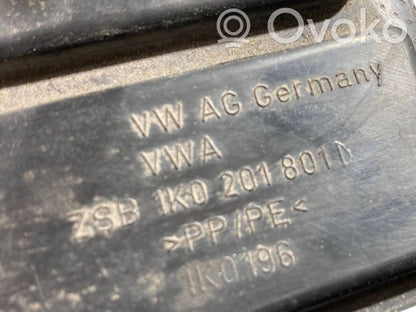 Ovoko
VW AG Germany
VWA
ZSB 1K0 201 801
>PP/PE<
1K0196